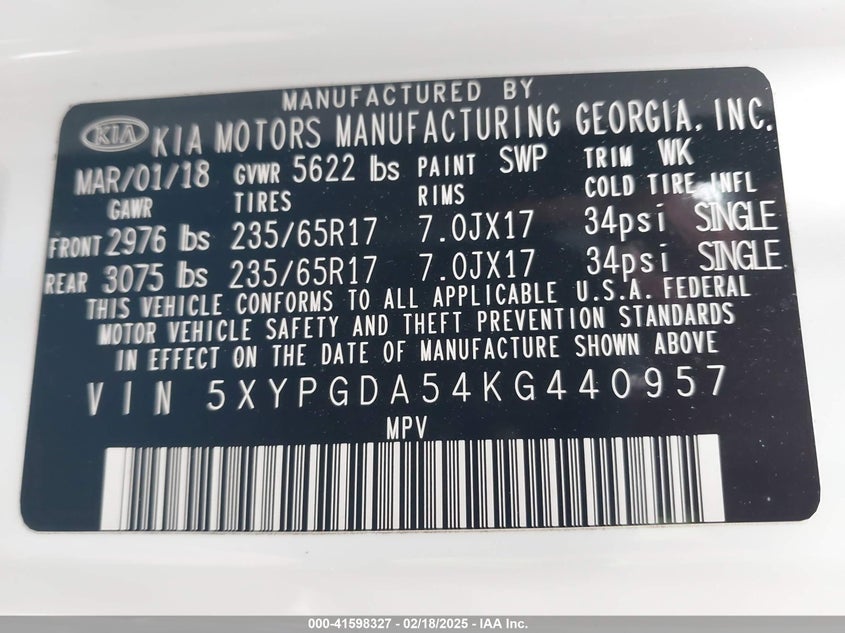 MANUFACTURED BY
KIA KIA MOTORS MANUFACTURING GEORGIA, INC.
MAR/01/18 GVWR 5622 lbs PAINT SWP TRIM WK
GAWR TIRES RIMS COLD TIRE INFL
FRONT 2976 lbs 235/65R17 7.0JX17 34psi SINGLE
REAR 3075 lbs 235/65R17 7.0JX17 34psi SINGLE
THIS VEHICLE CONFORMS TO ALL APPLICABLE U.S.A. FEDERAL
MOTOR VEHICLE SAFETY AND THEFT PREVENTION STANDARDS
IN EFFECT ON THE DATE OF MANUFACTURE SHOWN ABOVE
VIN 5XYPGDA54KG440957
MPV
000-41598327 - 02/18/2025 - IAA Inc.